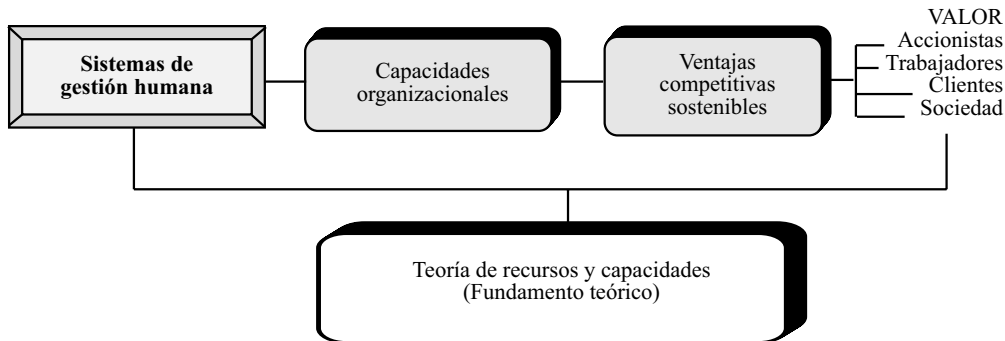 Sistemas de
gestión humana
Capacidades
organizacionales
Ventajas
competitivas
sostenibles
VALOR
Accionistas
Trabajadores
Clientes
Sociedad
Teoría de recursos y capacidades
(Fundamento teórico)